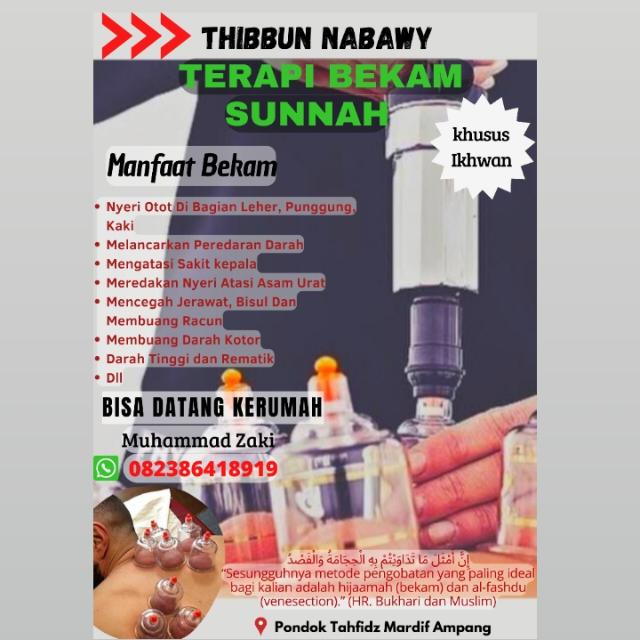 THIBBUN NABAWY
TERAPI BEKAM
SUNNAH
khusus
Ikhwan
Manfaat Bekam
• Nyeri Otot Di Bagian Leher, Punggung,
Kaki
• Melancarkan Peredaran Darah
• Mengatasi Sakit kepala
• Meredakan Nyeri Atasi Asam Urat
• Mencegah Jerawat, Bisul Dan
Membuang Racun
• Membuang Darah Kotor
• Darah Tinggi dan Rematik
• Dll
BISA DATANG KERUMAH
Muhammad Zaki
082386418919
إِنَّ أَمْثَلَ مَا تَدَاوَيْتُمْ بِهِ الْحِجَامَةُ وَالْفَصْدُ
"Sesungguhnya metode pengobatan yang paling ideal
bagi kalian adalah hijaamah (bekam) dan al-fashdu
(venesection)." (HR. Bukhari dan Muslim)
Pondok Tahfidz Mardif Ampang